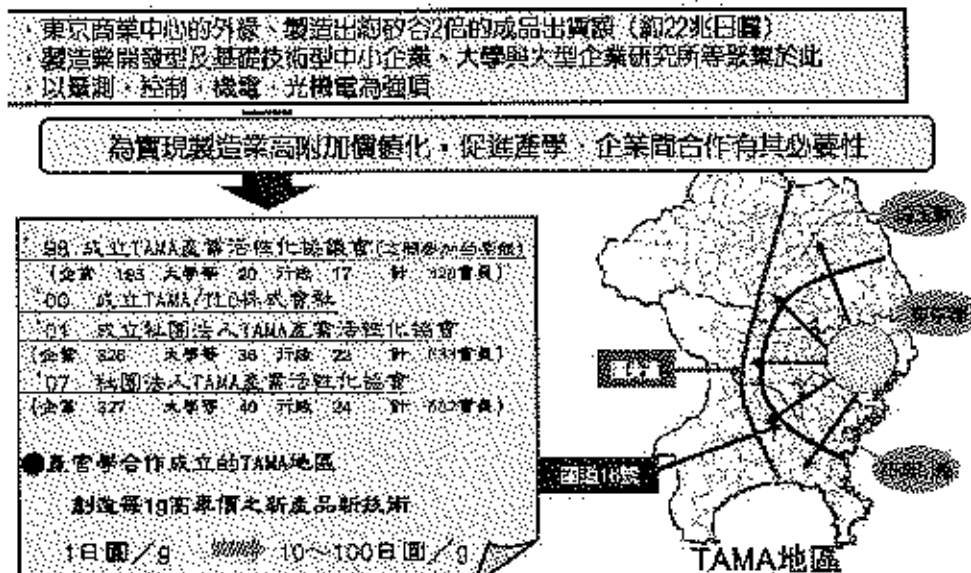 ・東京商業中心的外緣、製造出約矽谷2倍的成品出貨額（約22兆日圓）
・製造業開發型及基礎技術型中小企業、大學與大型企業研究所等聚集於此
・以量測、控制、機電、光機電為強項
為實現製造業高附加價值化，促進產學、企業間合作有其必要性
'98 成立TAMA產業活性化協議會
(企業 大學等 20 行政 17 計 會員)
'00 成立TAMA/TLO株式會社
'01 成立社團法人TAMA產業活性化協會
(企業 326 大學等 36 行政 22 計 會員)
'07 社團法人TAMA產業活性化協會
(企業 327 大學等 40 行政 24 計 會員)
●產官學合作成立的TAMA地區
創造每1g高單價之新產品新技術
1日圓／g 10～100日圓／g
國道16號
TAMA地區